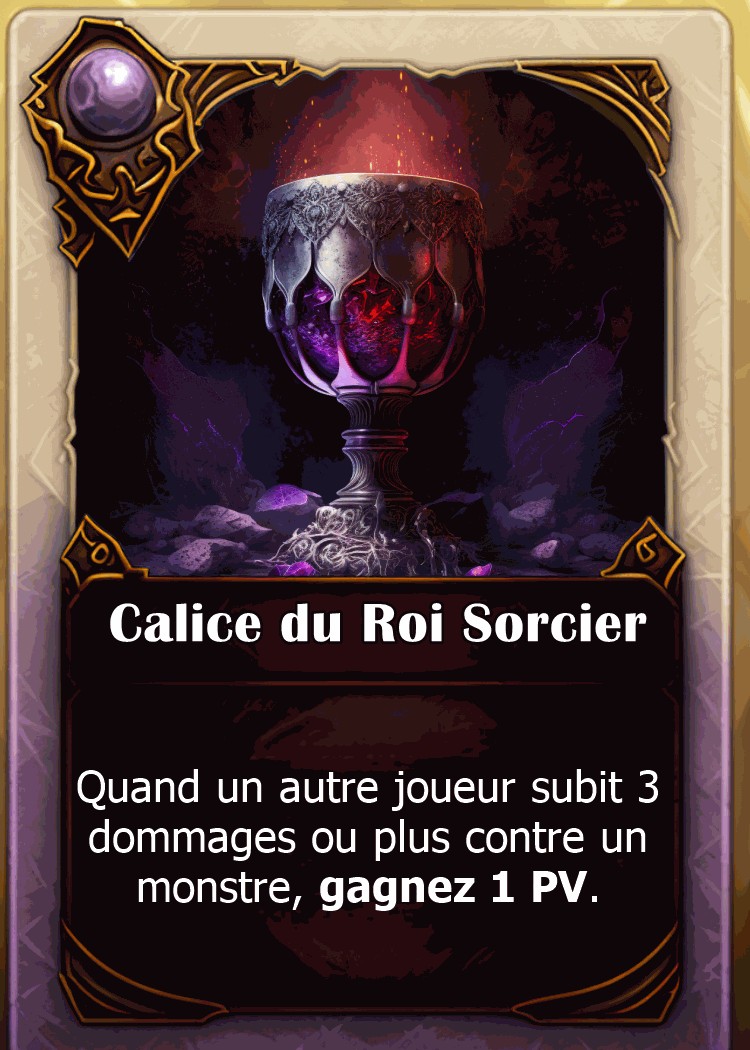 Calice du Roi Sorcier
Quand un autre joueur subit 3
dommages ou plus contre un
monstre, gagnez 1 PV.